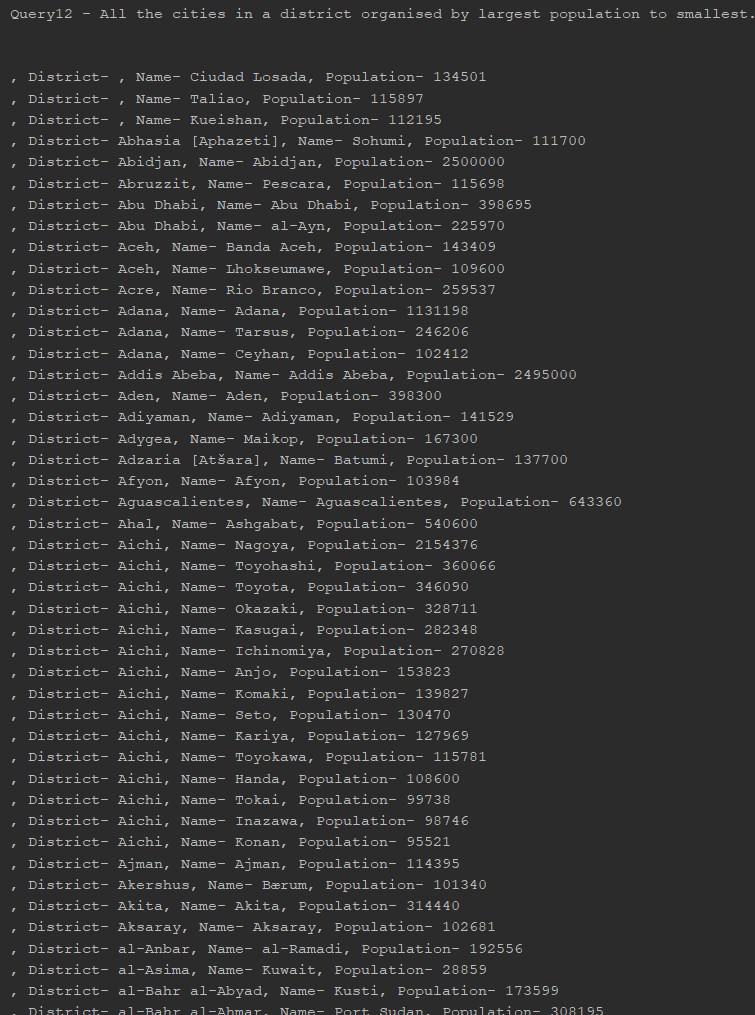 Query12 - All the cities in a district organised by largest population to smallest.
, District- , Name- Ciudad Losada, Population- 134501
, District- , Name- Taliao, Population- 115897
, District- , Name- Kueishan, Population- 112195
, District- Abhasia [Aphazeti], Name- Sohumi, Population- 111700
, District- Abidjan, Name- Abidjan, Population- 2500000
, District- Abruzzit, Name- Pescara, Population- 115698
, District- Abu Dhabi, Name- Abu Dhabi, Population- 398695
, District- Abu Dhabi, Name- al-Ayn, Population- 225970
, District- Aceh, Name- Banda Aceh, Population- 143409
, District- Aceh, Name- Lhokseumawe, Population- 109600
, District- Acre, Name- Rio Branco, Population- 259537
, District- Adana, Name- Adana, Population- 1131198
, District- Adana, Name- Tarsus, Population- 246206
, District- Adana, Name- Ceyhan, Population- 102412
, District- Addis Abeba, Name- Addis Abeba, Population- 2495000
, District- Aden, Name- Aden, Population- 398300
, District- Adiyaman, Name- Adiyaman, Population- 141529
, District- Adygea, Name- Maikop, Population- 167300
, District- Adzaria [Atšara], Name- Batumi, Population- 137700
, District- Afyon, Name- Afyon, Population- 103984
, District- Aguascalientes, Name- Aguascalientes, Population- 643360
, District- Ahal, Name- Ashgabat, Population- 540600
, District- Aichi, Name- Nagoya, Population- 2154376
, District- Aichi, Name- Toyohashi, Population- 360066
, District- Aichi, Name- Toyota, Population- 346090
, District- Aichi, Name- Okazaki, Population- 328711
, District- Aichi, Name- Kasugai, Population- 282348
, District- Aichi, Name- Ichinomiya, Population- 270828
, District- Aichi, Name- Anjo, Population- 153823
, District- Aichi, Name- Komaki, Population- 139827
, District- Aichi, Name- Seto, Population- 130470
, District- Aichi, Name- Kariya, Population- 127969
, District- Aichi, Name- Toyokawa, Population- 115781
, District- Aichi, Name- Handa, Population- 108600
, District- Aichi, Name- Tokai, Population- 99738
, District- Aichi, Name- Inazawa, Population- 98746
, District- Aichi, Name- Konan, Population- 95521
, District- Ajman, Name- Ajman, Population- 114395
, District- Akershus, Name- Bærum, Population- 101340
, District- Akita, Name- Akita, Population- 314440
, District- Aksaray, Name- Aksaray, Population- 102681
, District- al-Anbar, Name- al-Ramadi, Population- 192556
, District- al-Asima, Name- Kuwait, Population- 28859
, District- al-Bahr al-Abyad, Name- Kusti, Population- 173599
, District- al-Bahr al-Ahmar, Name- Port Sudan, Population- 308195